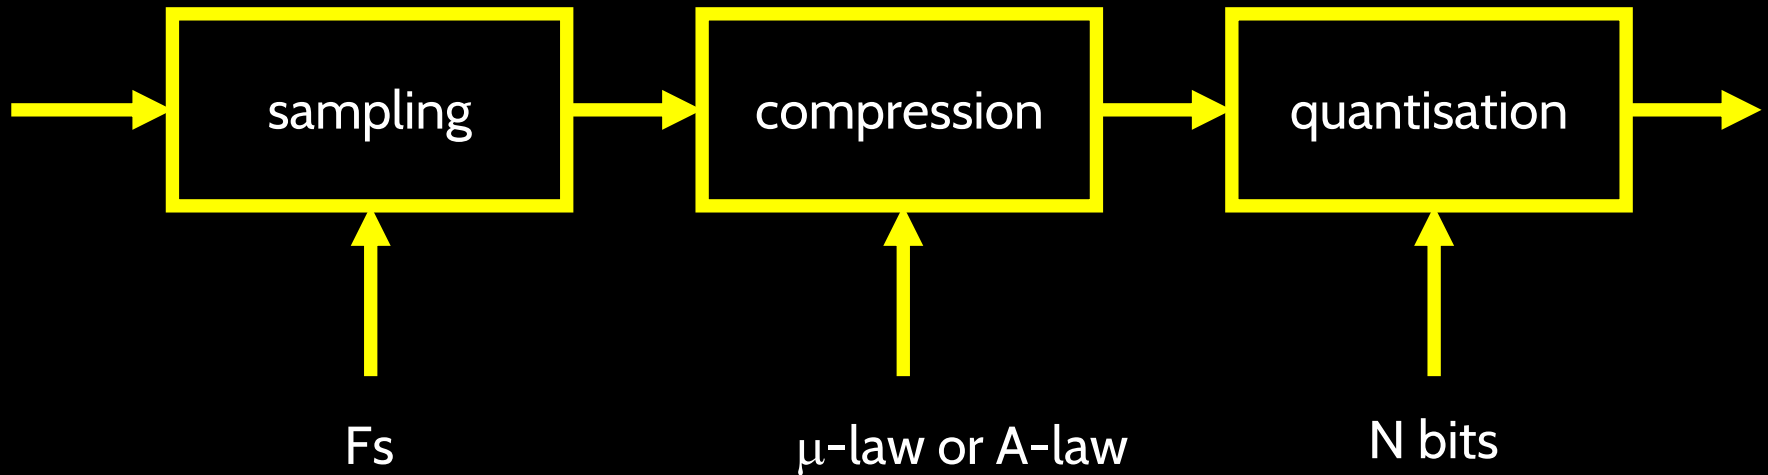 sampling
compression
quantisation
Fs
μ-law or A-law
N bits